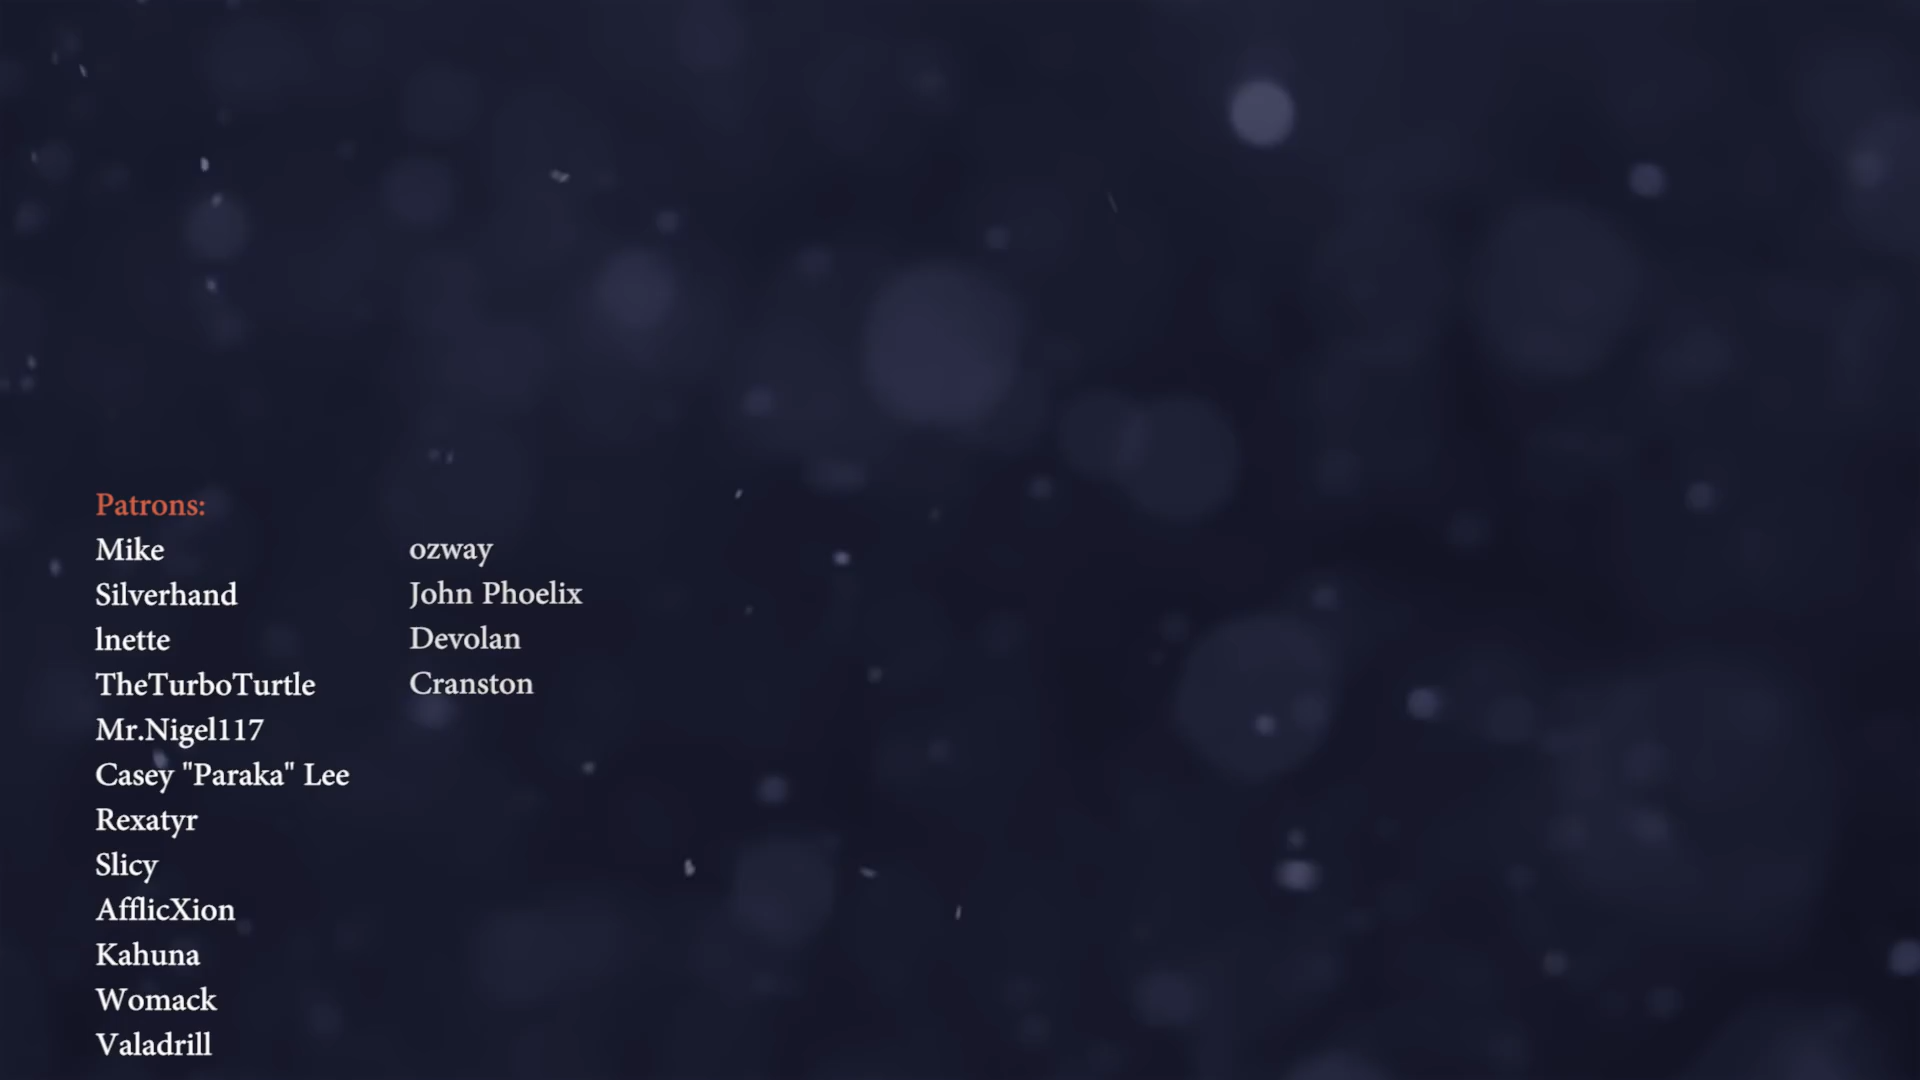 Patrons:
Mike
Silverhand
lnette
TheTurboTurtle
Mr.Nigel117
Casey "Paraka" Lee
Rexatyr
Slicy
AfflicXion
Kahuna
Womack
Valadrill
ozway
John Phoelix
Devolan
Cranston